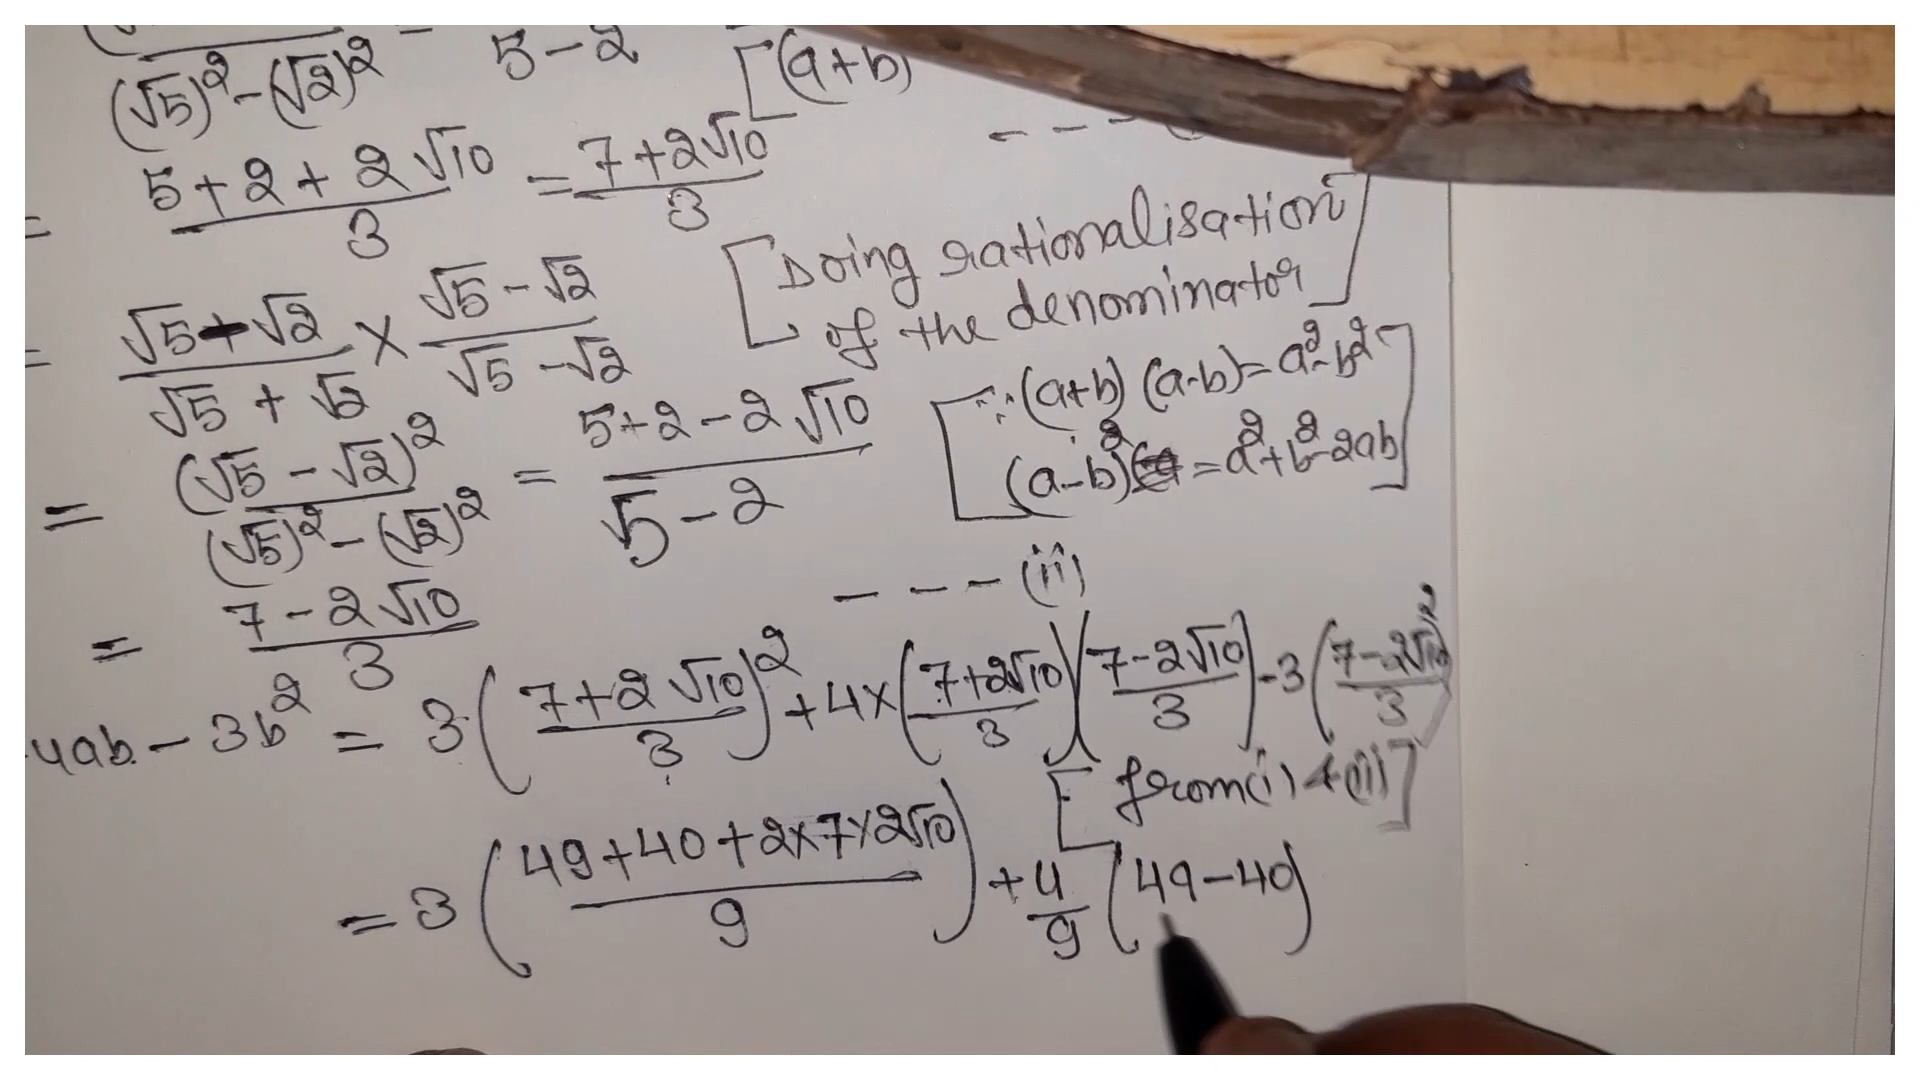 (√5)²-(√2)² = 5-2 [(a+b)
= 5+2+2√10/3 = 7+2√10/3 - - -
= √5-√2/√5+√2 × √5-√2/√5-√2 [Doing rationalisation of the denominator]
= (√5-√2)²/(√5)²-(√2)² = 5+2-2√10/√5-2 [∵(a+b)(a-b)=a²-b²
(a-b)²=a²+b²-2ab]
= 7-2√10/3 - - - (ii)
4ab-3b² = 3(7+2√10/3)²+4×(7+2√10/3)(7-2√10/3)-3(7-2√10/3)²
[from(i)&(ii)]
= 3(49+40+2×7×2√10/9)+4/9(49-40)